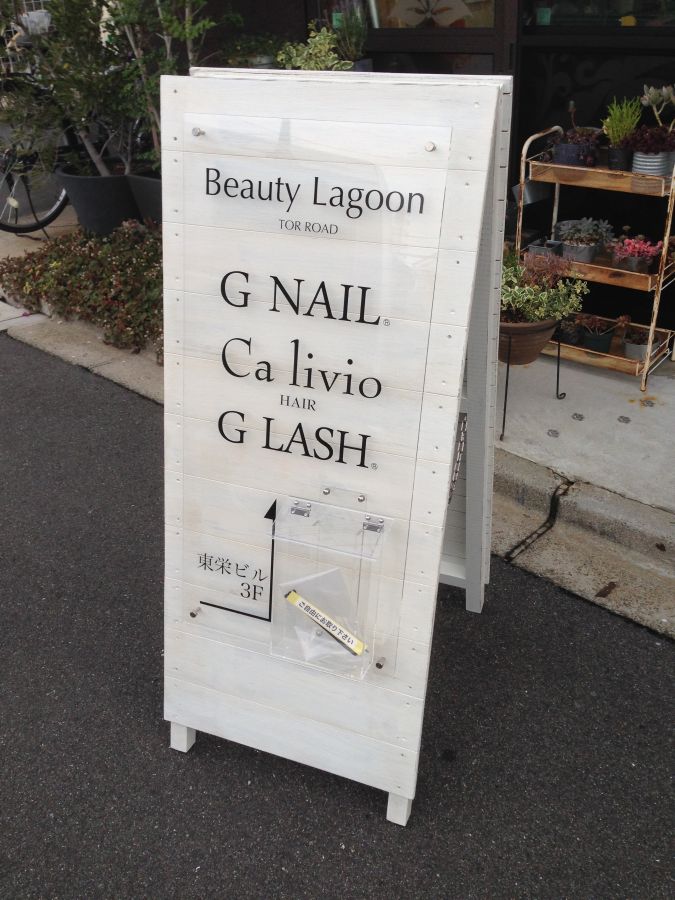 Beauty Lagoon
TOR ROAD
G NAIL®
Ca livio
HAIR
G LASH®
東栄ビル
3F
ご自由にお取り下さい